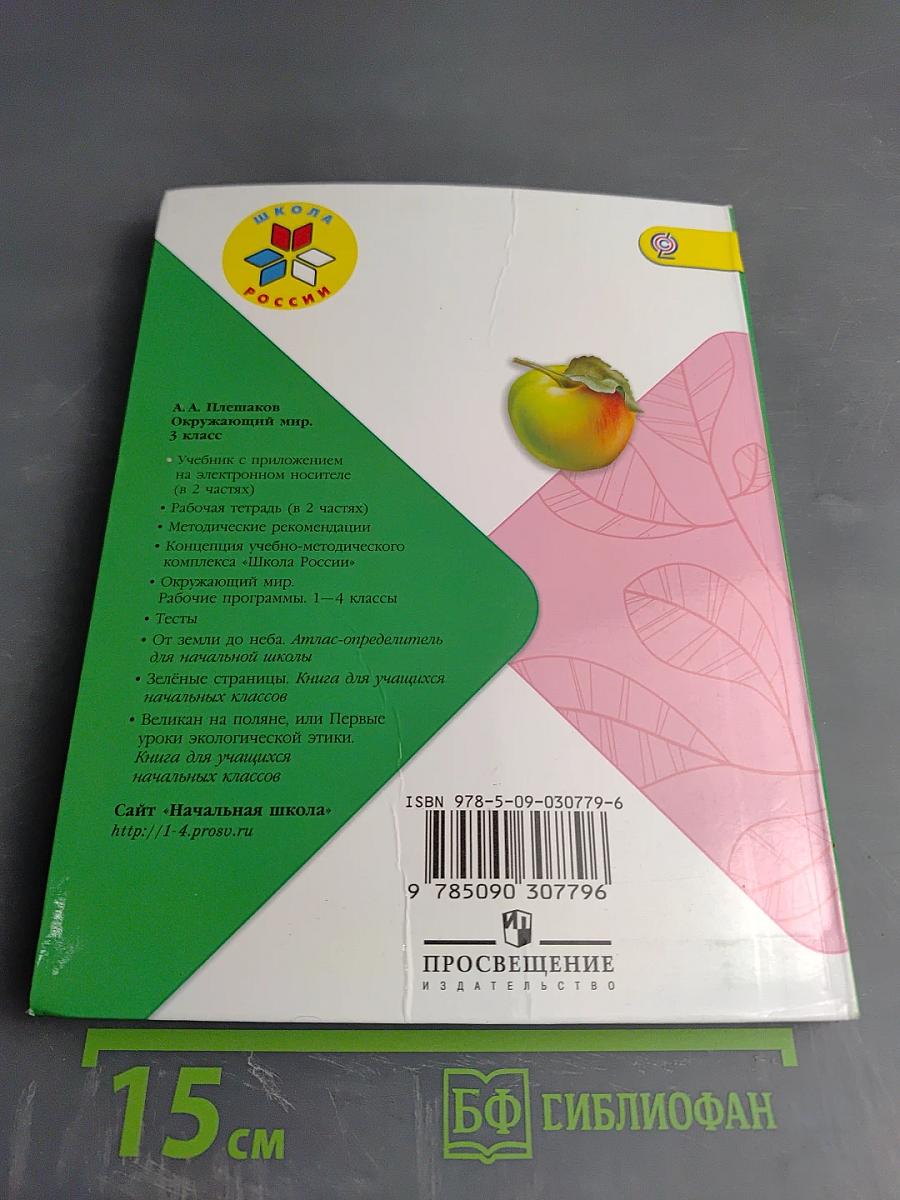 ШКОЛА
РОССИИ
А. А. Плешаков
Окружающий мир.
3 класс
• Учебник с приложением
на электронном носителе
(в 2 частях)
• Рабочая тетрадь (в 2 частях)
• Методические рекомендации
• Концепция учебно-методического
комплекса «Школа России»
• Окружающий мир.
Рабочие программы. 1—4 классы
• Тесты
• От земли до неба. Атлас-определитель
для начальной школы
• Зелёные страницы. Книга для учащихся
начальных классов
• Великан на поляне, или Первые
уроки экологической этики.
Книга для учащихся
начальных классов
Сайт «Начальная школа»
http://1-4.prosv.ru
ISBN 978-5-09-030779-6
9 785090 307796
ПРОСВЕЩЕНИЕ
ИЗДАТЕЛЬСТВО
15 см
БФ БИБЛИОФАН